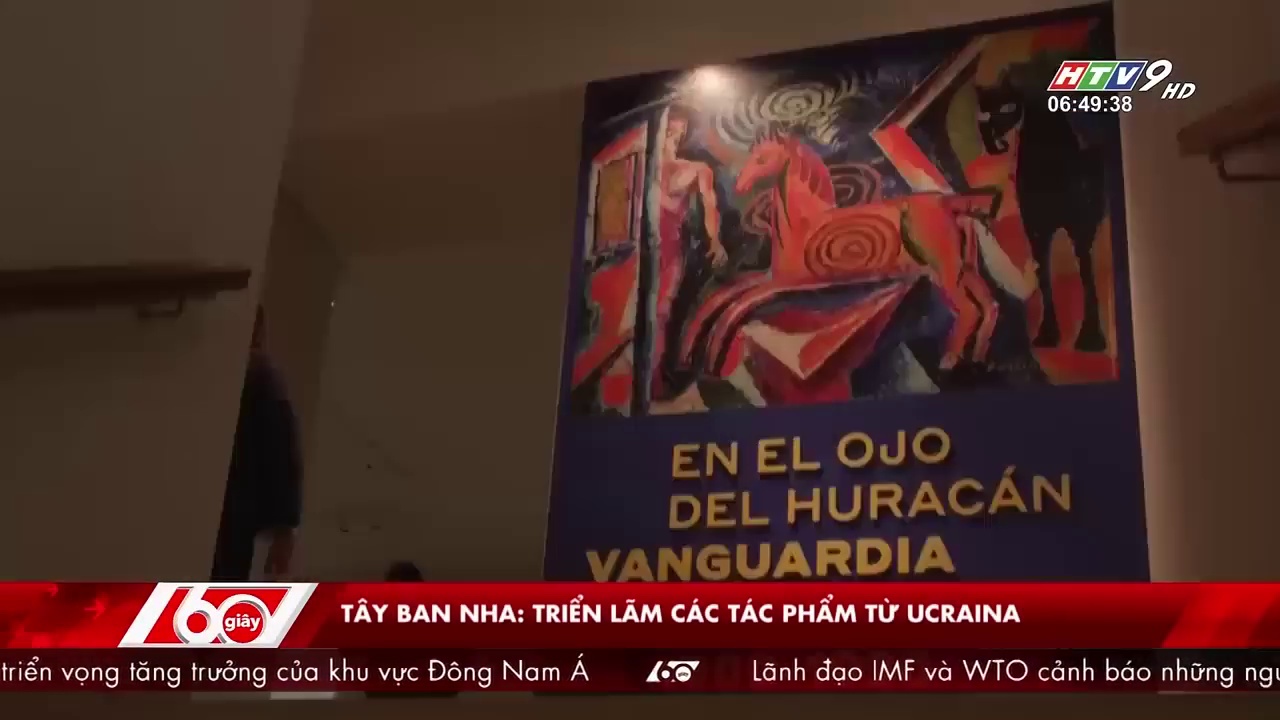 HTV9 HD
06:49:38
EN EL OJO
DEL HURACÁN
VANGUARDIA
60 giây
TÂY BAN NHA: TRIỂN LÃM CÁC TÁC PHẨM TỪ UCRAINA
triển vọng tăng trưởng của khu vực Đông Nam Á 60 giây Lãnh đạo IMF và WTO cảnh báo những